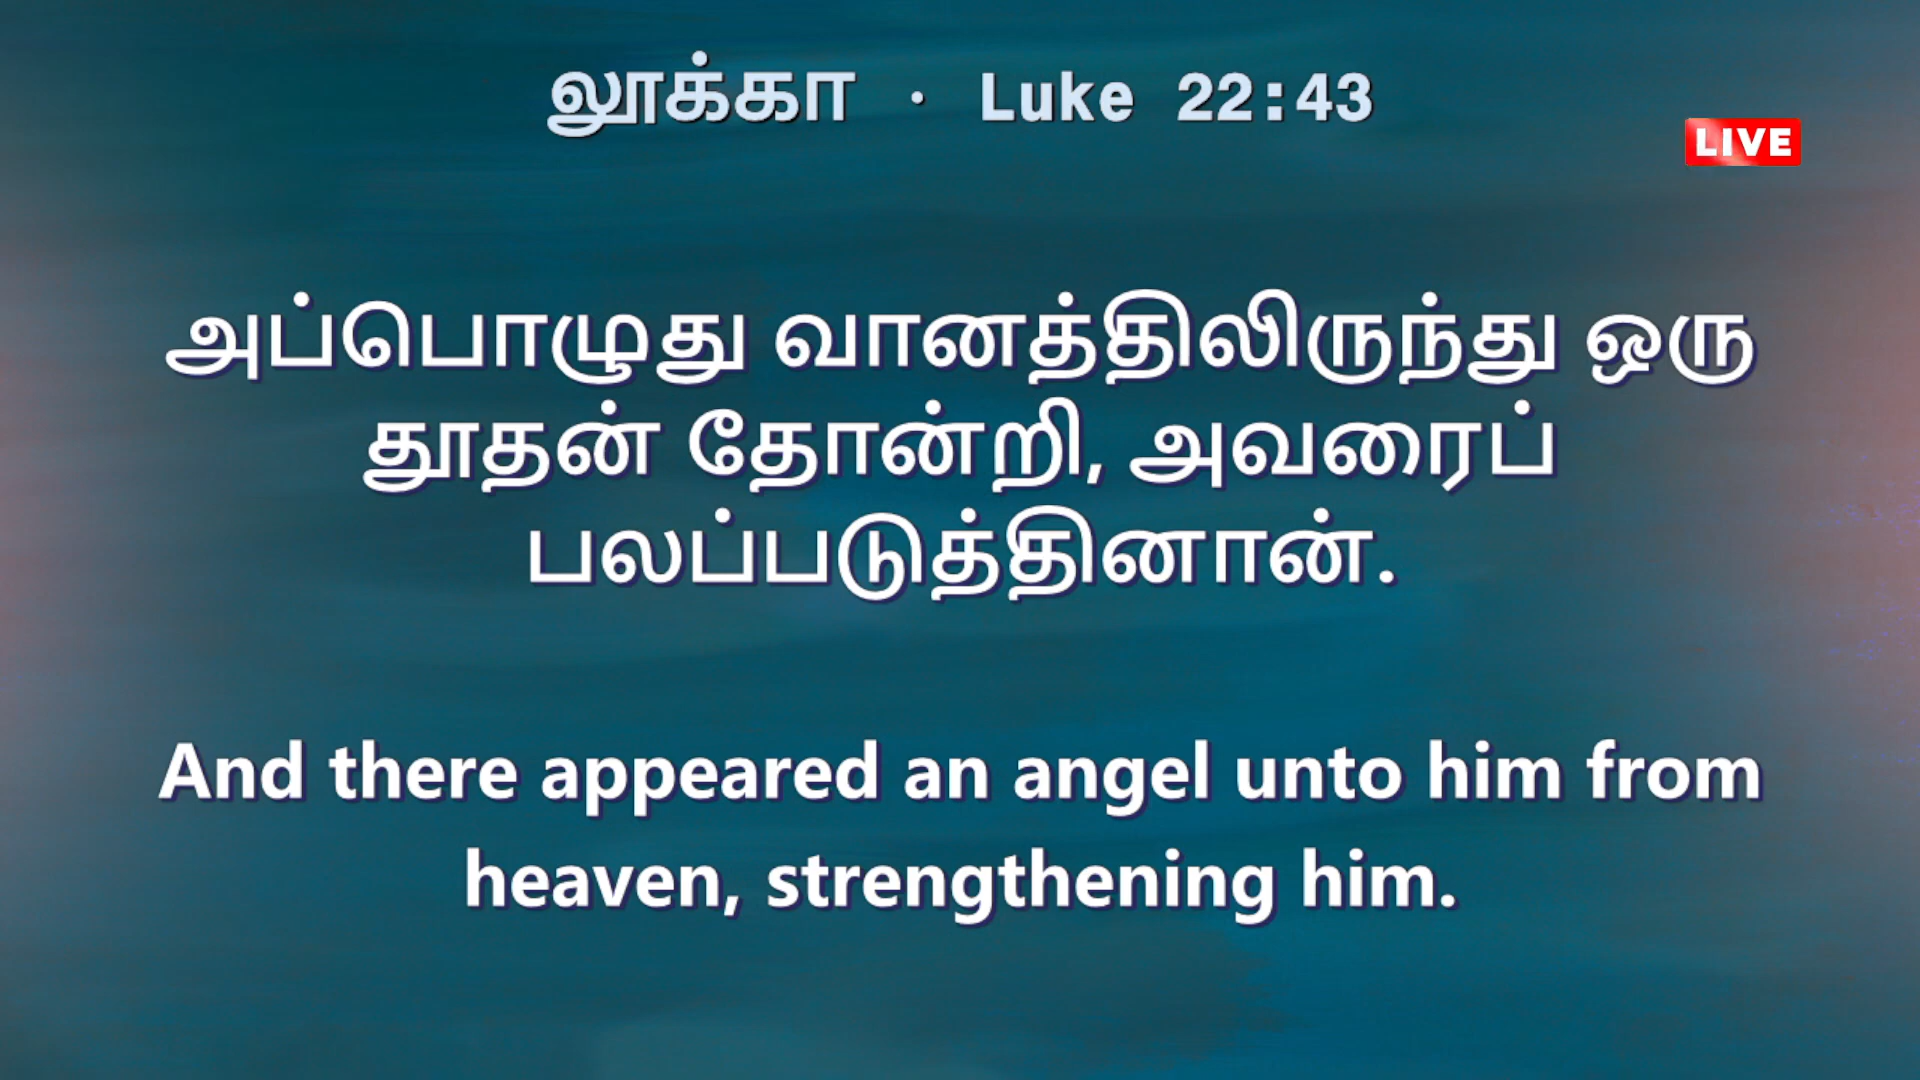 லூக்கா · Luke 22:43
LIVE
அப்பொழுது வானத்திலிருந்து ஒரு
தூதன் தோன்றி, அவரைப்
பலப்படுத்தினான்.
And there appeared an angel unto him from
heaven, strengthening him.